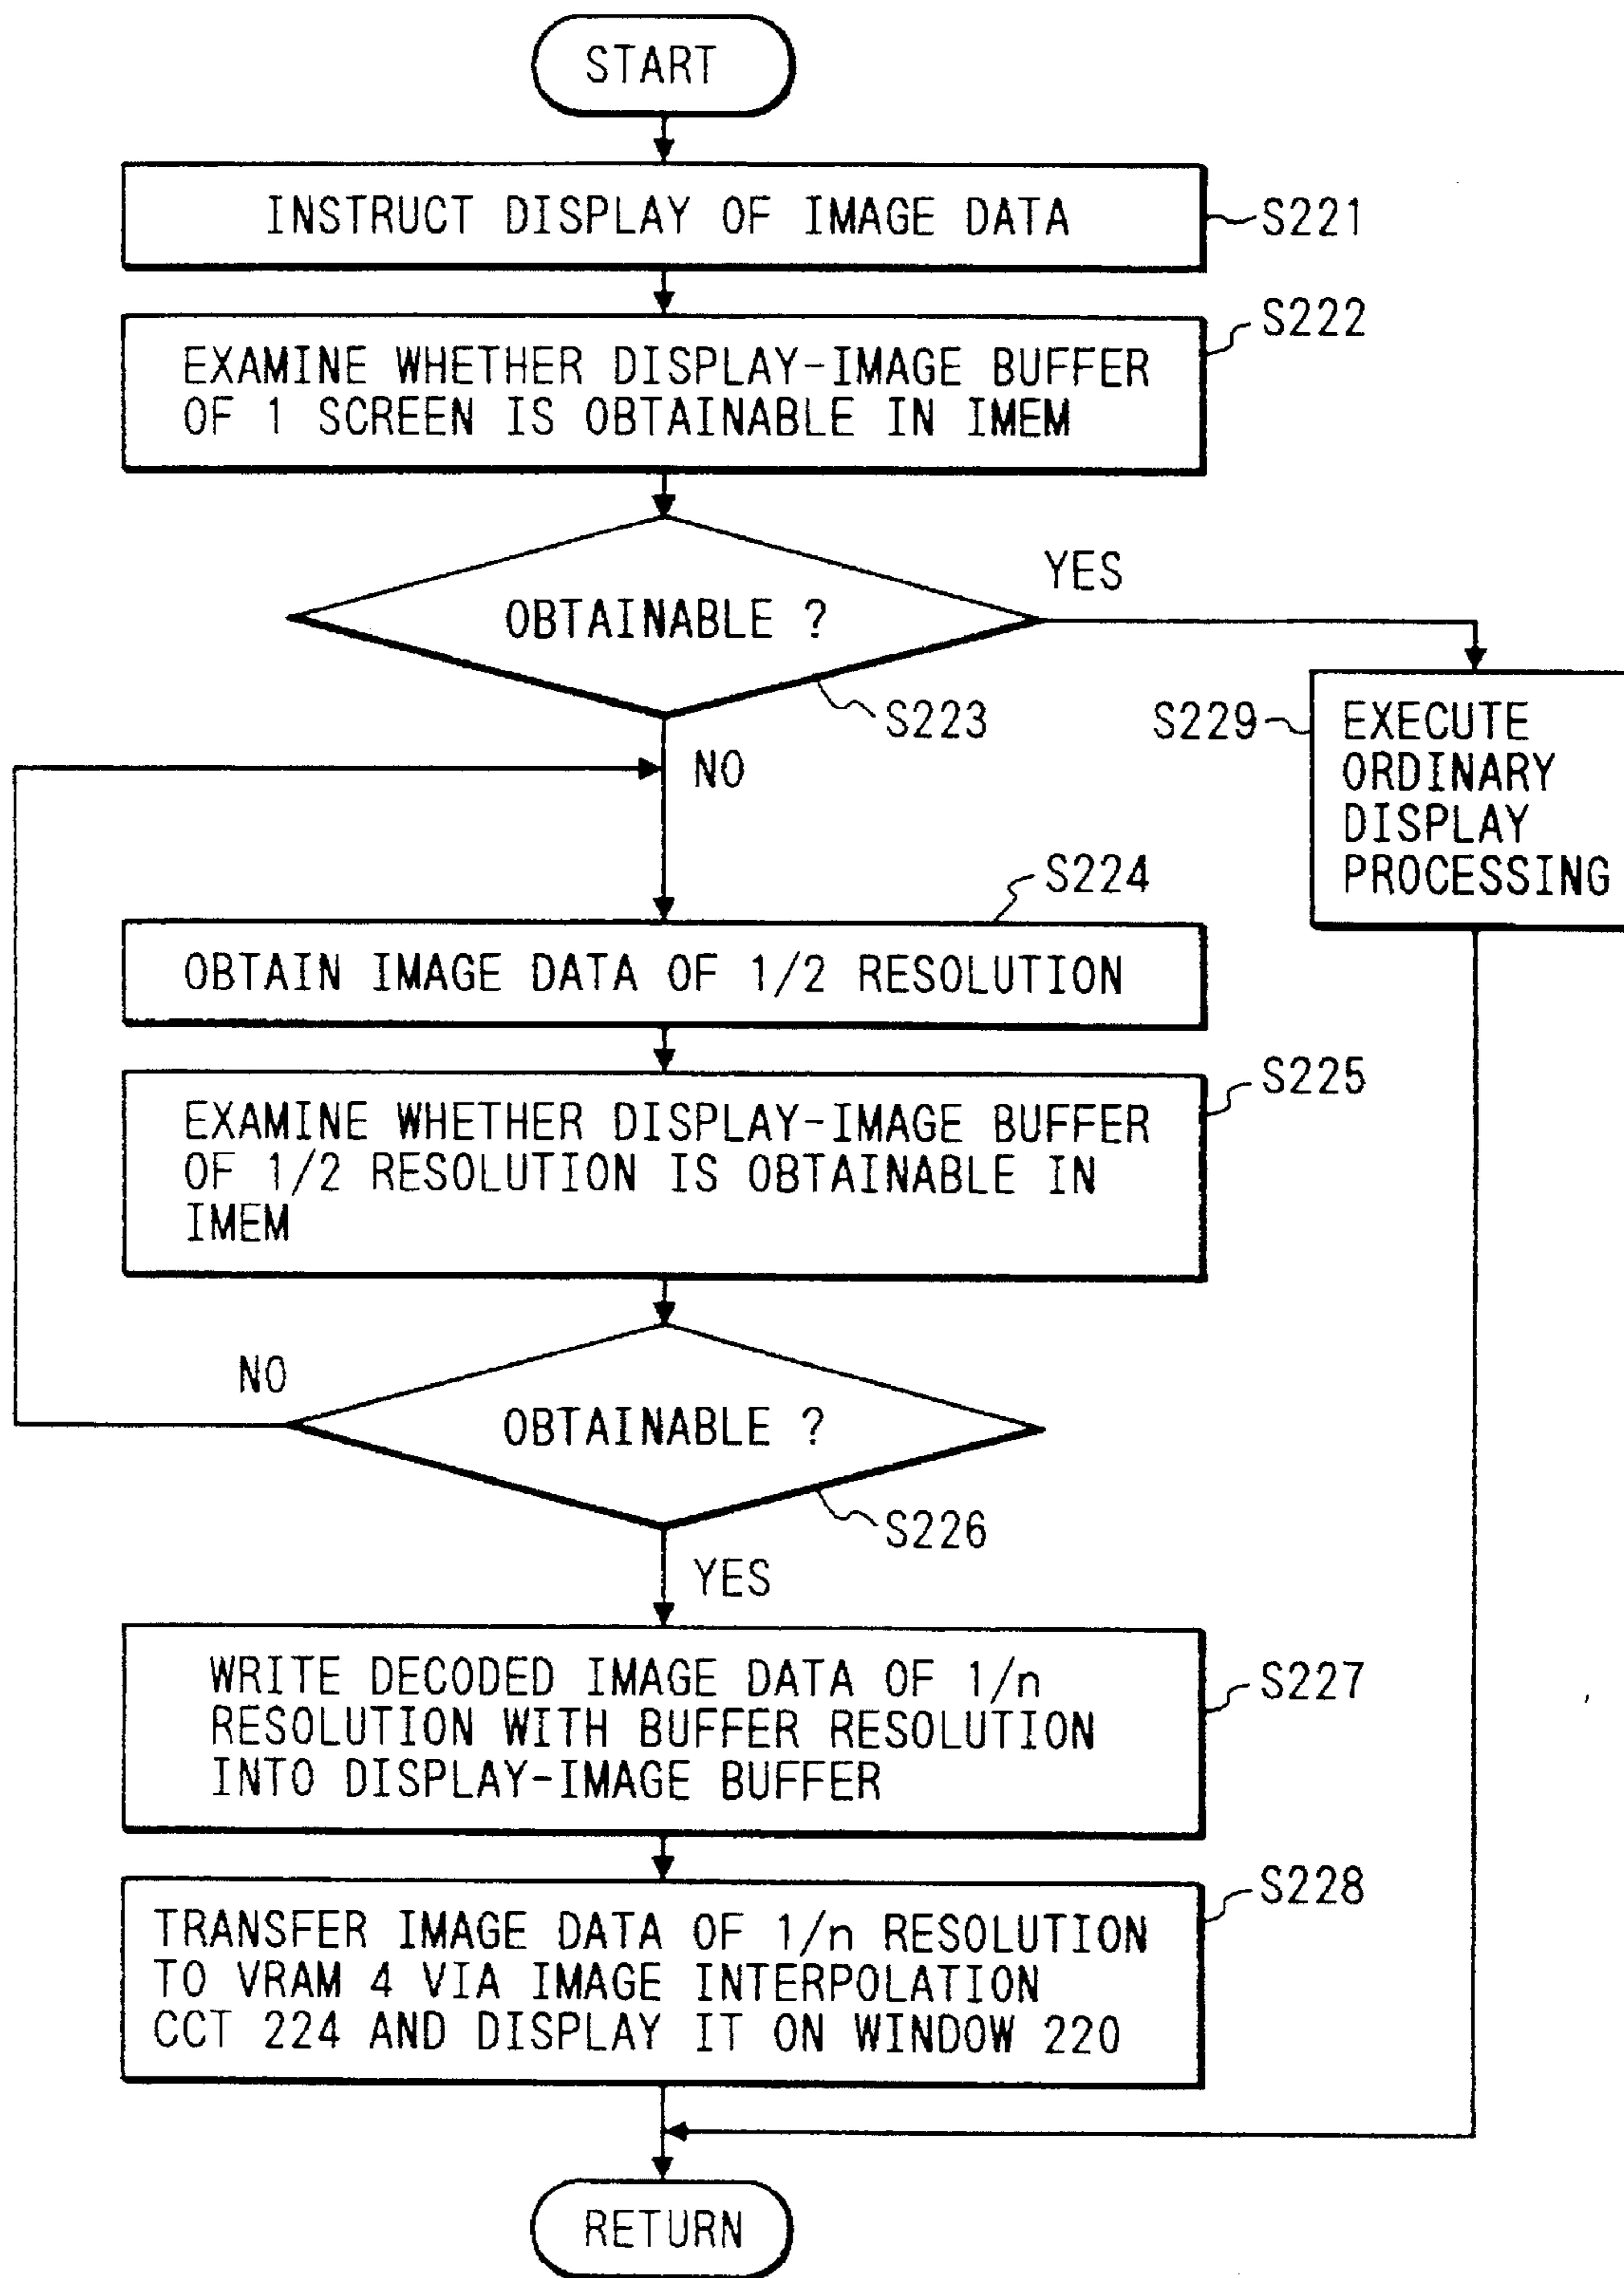 START
INSTRUCT DISPLAY OF IMAGE DATA
S221
S222
EXAMINE WHETHER DISPLAY-IMAGE BUFFER
OF 1 SCREEN IS OBTAINABLE IN IMEM
YES
OBTAINABLE ?
S223
NO
S229
EXECUTE
ORDINARY
DISPLAY
PROCESSING
S224
OBTAIN IMAGE DATA OF 1/2 RESOLUTION
S225
EXAMINE WHETHER DISPLAY-IMAGE BUFFER
OF 1/2 RESOLUTION IS OBTAINABLE IN
IMEM
NO
OBTAINABLE ?
S226
YES
WRITE DECODED IMAGE DATA OF 1/n
RESOLUTION WITH BUFFER RESOLUTION
INTO DISPLAY-IMAGE BUFFER
S227
S228
TRANSFER IMAGE DATA OF 1/n RESOLUTION
TO VRAM 4 VIA IMAGE INTERPOLATION
CCT 224 AND DISPLAY IT ON WINDOW 220
RETURN